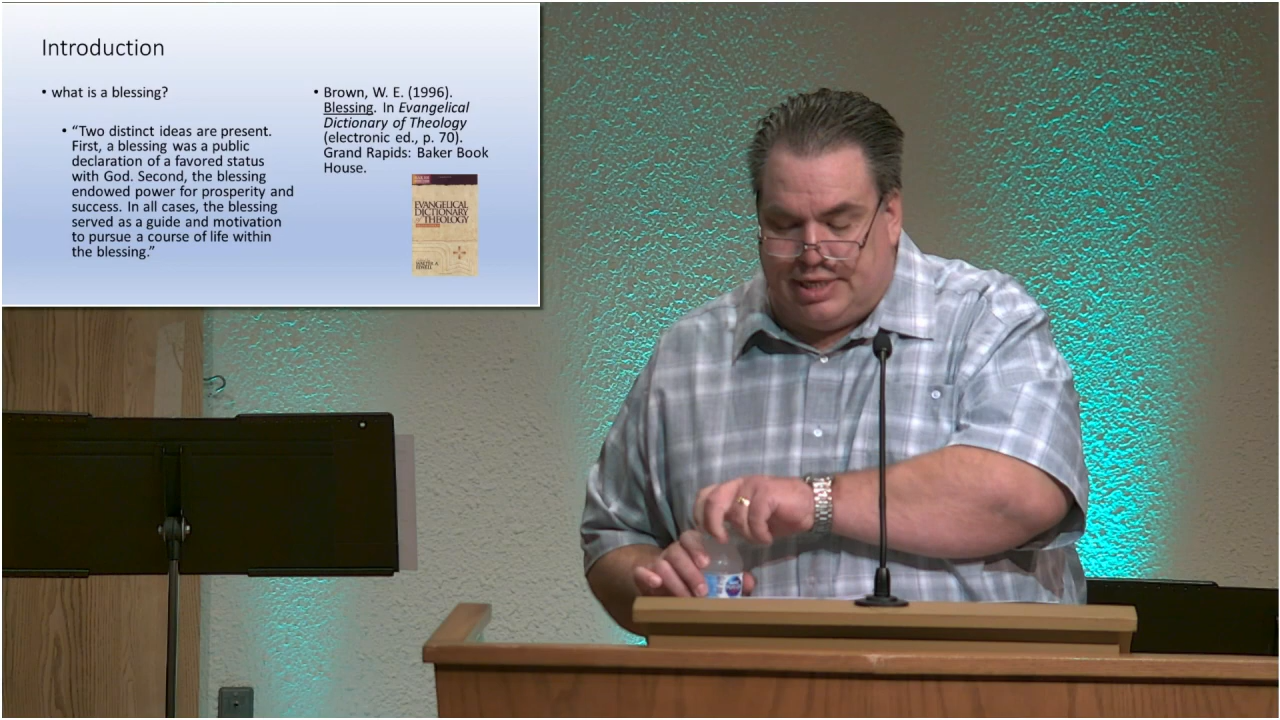 Introduction
• what is a blessing?
• “Two distinct ideas are present.
First, a blessing was a public
declaration of a favored status
with God. Second, the blessing
endowed power for prosperity and
success. In all cases, the blessing
served as a guide and motivation
to pursue a course of life within
the blessing.”
• Brown, W. E. (1996).
Blessing. In Evangelical
Dictionary of Theology
(electronic ed., p. 70).
Grand Rapids: Baker Book
House.
EVANGELICAL
DICTIONARY
of THEOLOGY